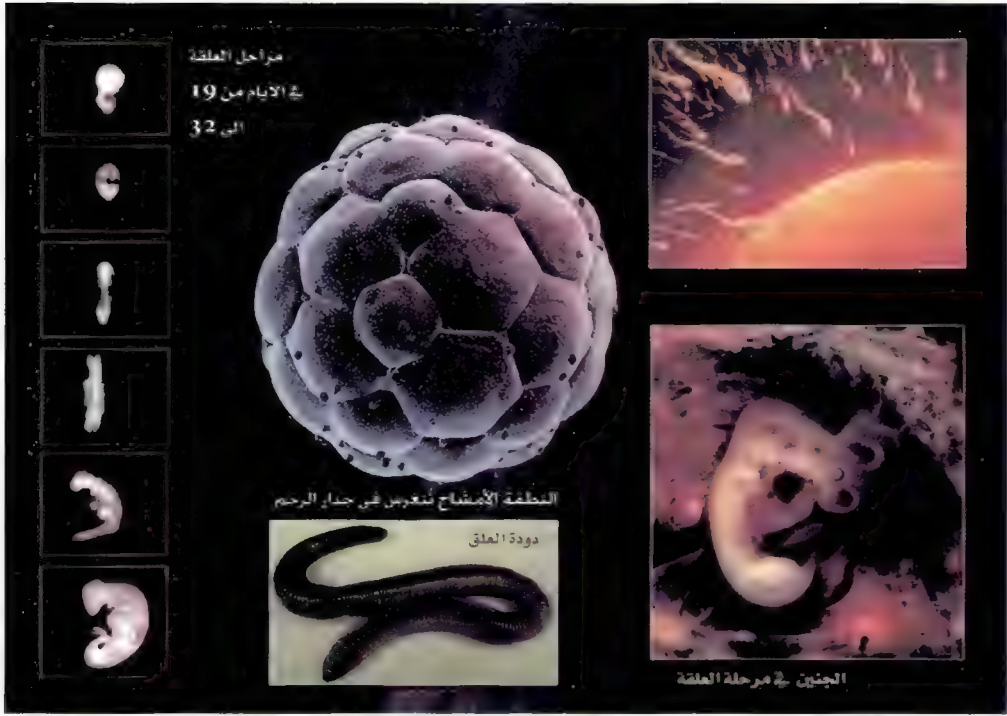 مراحل العلقة
في الايام من 19
الى 32
النطفة الأمشاج تنغرس في جدار الرحم
دودة العلق
الجنين في مرحلة العلقة